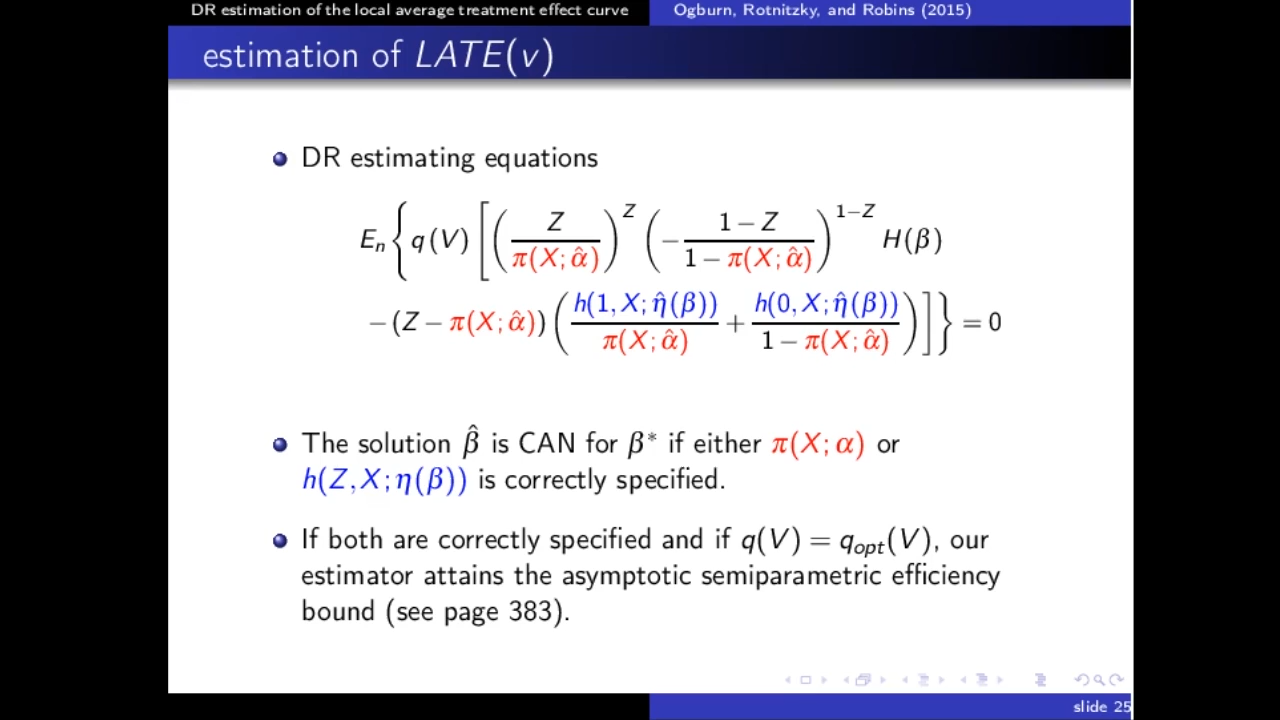 DR estimation of the local average treatment effect curve
Ogburn, Rotnitzky, and Robins (2015)
estimation of LATE(v)
DR estimating equations
E_n { q(V) [ ( Z / π(X; α̂) )^Z ( − (1 − Z) / (1 − π(X; α̂)) )^{1−Z} H(β)
− (Z − π(X; α̂)) ( h(1, X; η̂(β)) / π(X; α̂) + h(0, X; η̂(β)) / (1 − π(X; α̂)) ) ] } = 0
The solution β̂ is CAN for β* if either π(X; α) or
h(Z, X; η(β)) is correctly specified.
If both are correctly specified and if q(V) = q_opt(V), our
estimator attains the asymptotic semiparametric efficiency
bound (see page 383).
slide 25